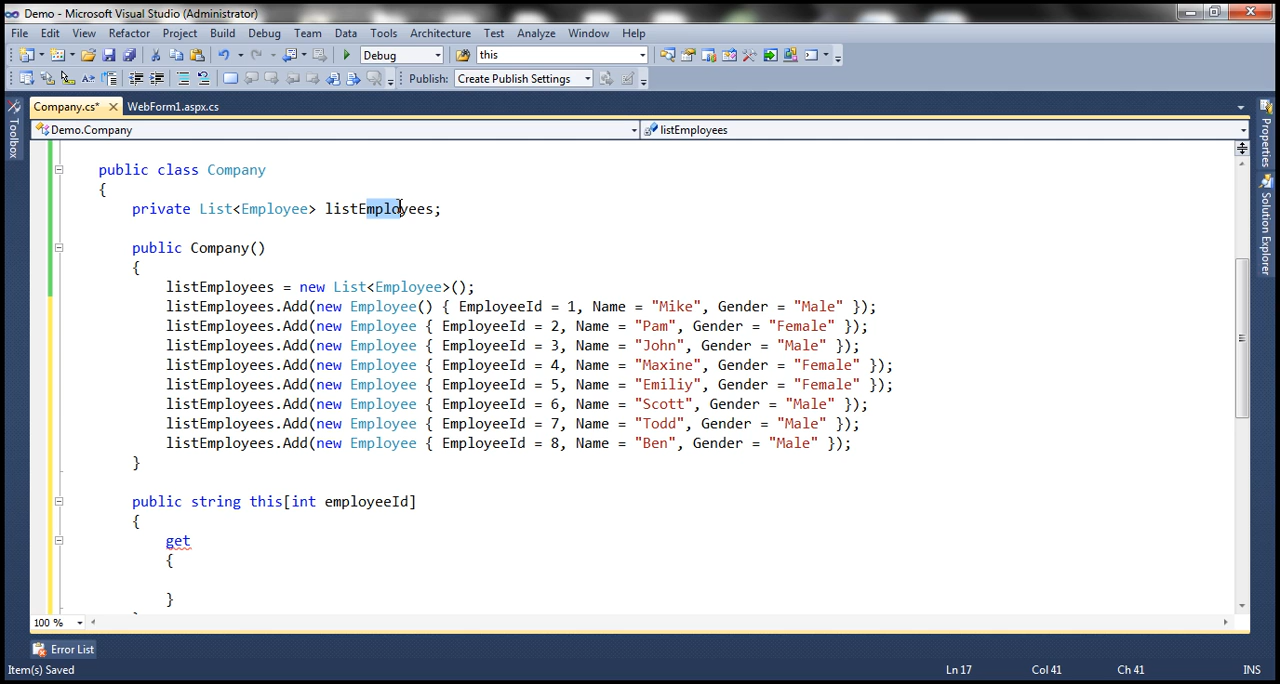 Demo - Microsoft Visual Studio (Administrator)
File Edit View Refactor Project Build Debug Team Data Tools Architecture Test Analyze Window Help
Debug this
Publish: Create Publish Settings
Company.cs* WebForm1.aspx.cs
Toolbox
Properties
Solution Explorer
Demo.Company listEmployees
public class Company
{
private List<Employee> listEmployees;
public Company()
{
listEmployees = new List<Employee>();
listEmployees.Add(new Employee() { EmployeeId = 1, Name = "Mike", Gender = "Male" });
listEmployees.Add(new Employee { EmployeeId = 2, Name = "Pam", Gender = "Female" });
listEmployees.Add(new Employee { EmployeeId = 3, Name = "John", Gender = "Male" });
listEmployees.Add(new Employee { EmployeeId = 4, Name = "Maxine", Gender = "Female" });
listEmployees.Add(new Employee { EmployeeId = 5, Name = "Emiliy", Gender = "Female" });
listEmployees.Add(new Employee { EmployeeId = 6, Name = "Scott", Gender = "Male" });
listEmployees.Add(new Employee { EmployeeId = 7, Name = "Todd", Gender = "Male" });
listEmployees.Add(new Employee { EmployeeId = 8, Name = "Ben", Gender = "Male" });
}
public string this[int employeeId]
{
get
{
}
100 %
Error List
Item(s) Saved Ln 17 Col 41 Ch 41 INS